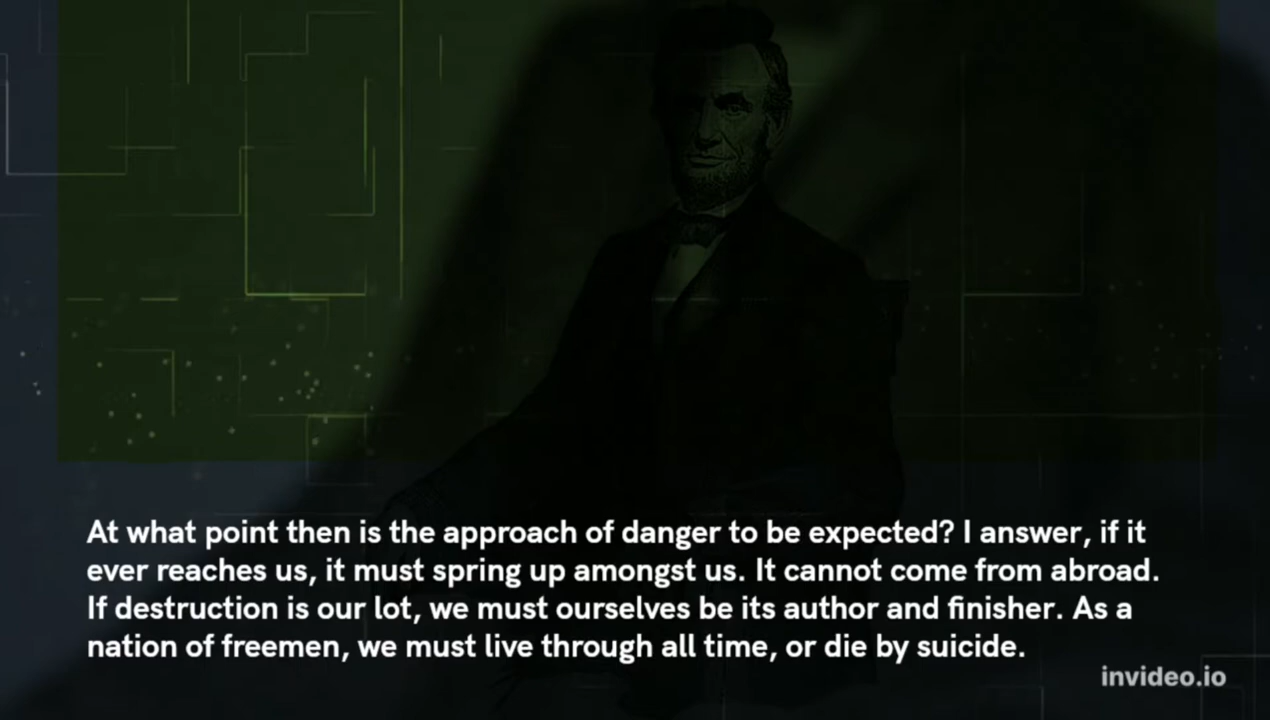 At what point then is the approach of danger to be expected? I answer, if it
ever reaches us, it must spring up amongst us. It cannot come from abroad.
If destruction is our lot, we must ourselves be its author and finisher. As a
nation of freemen, we must live through all time, or die by suicide.
invideo.io